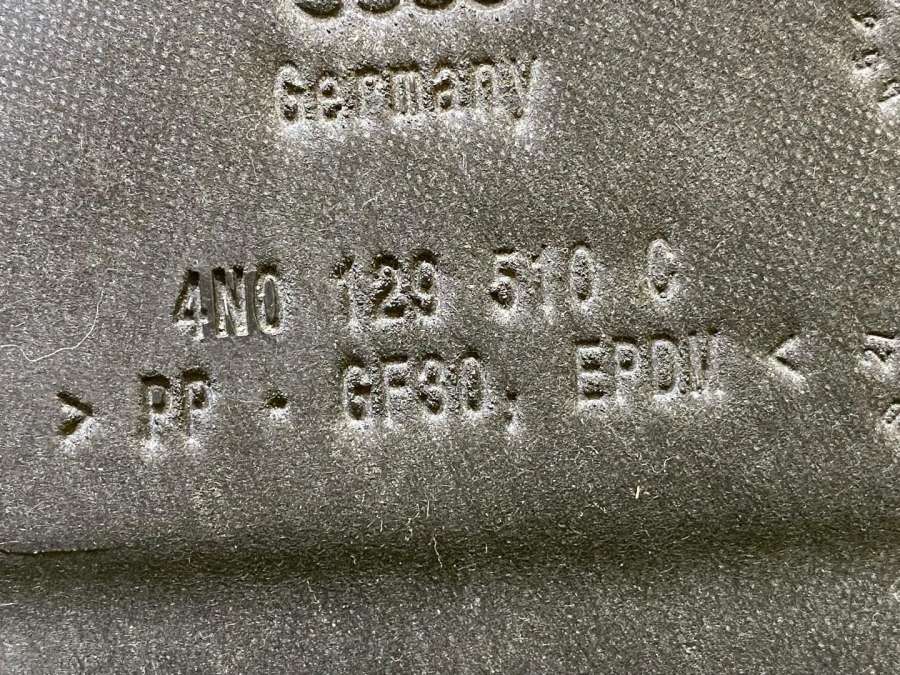 Germany
4N0 129 510 C
> PP - GF30, EPDM <